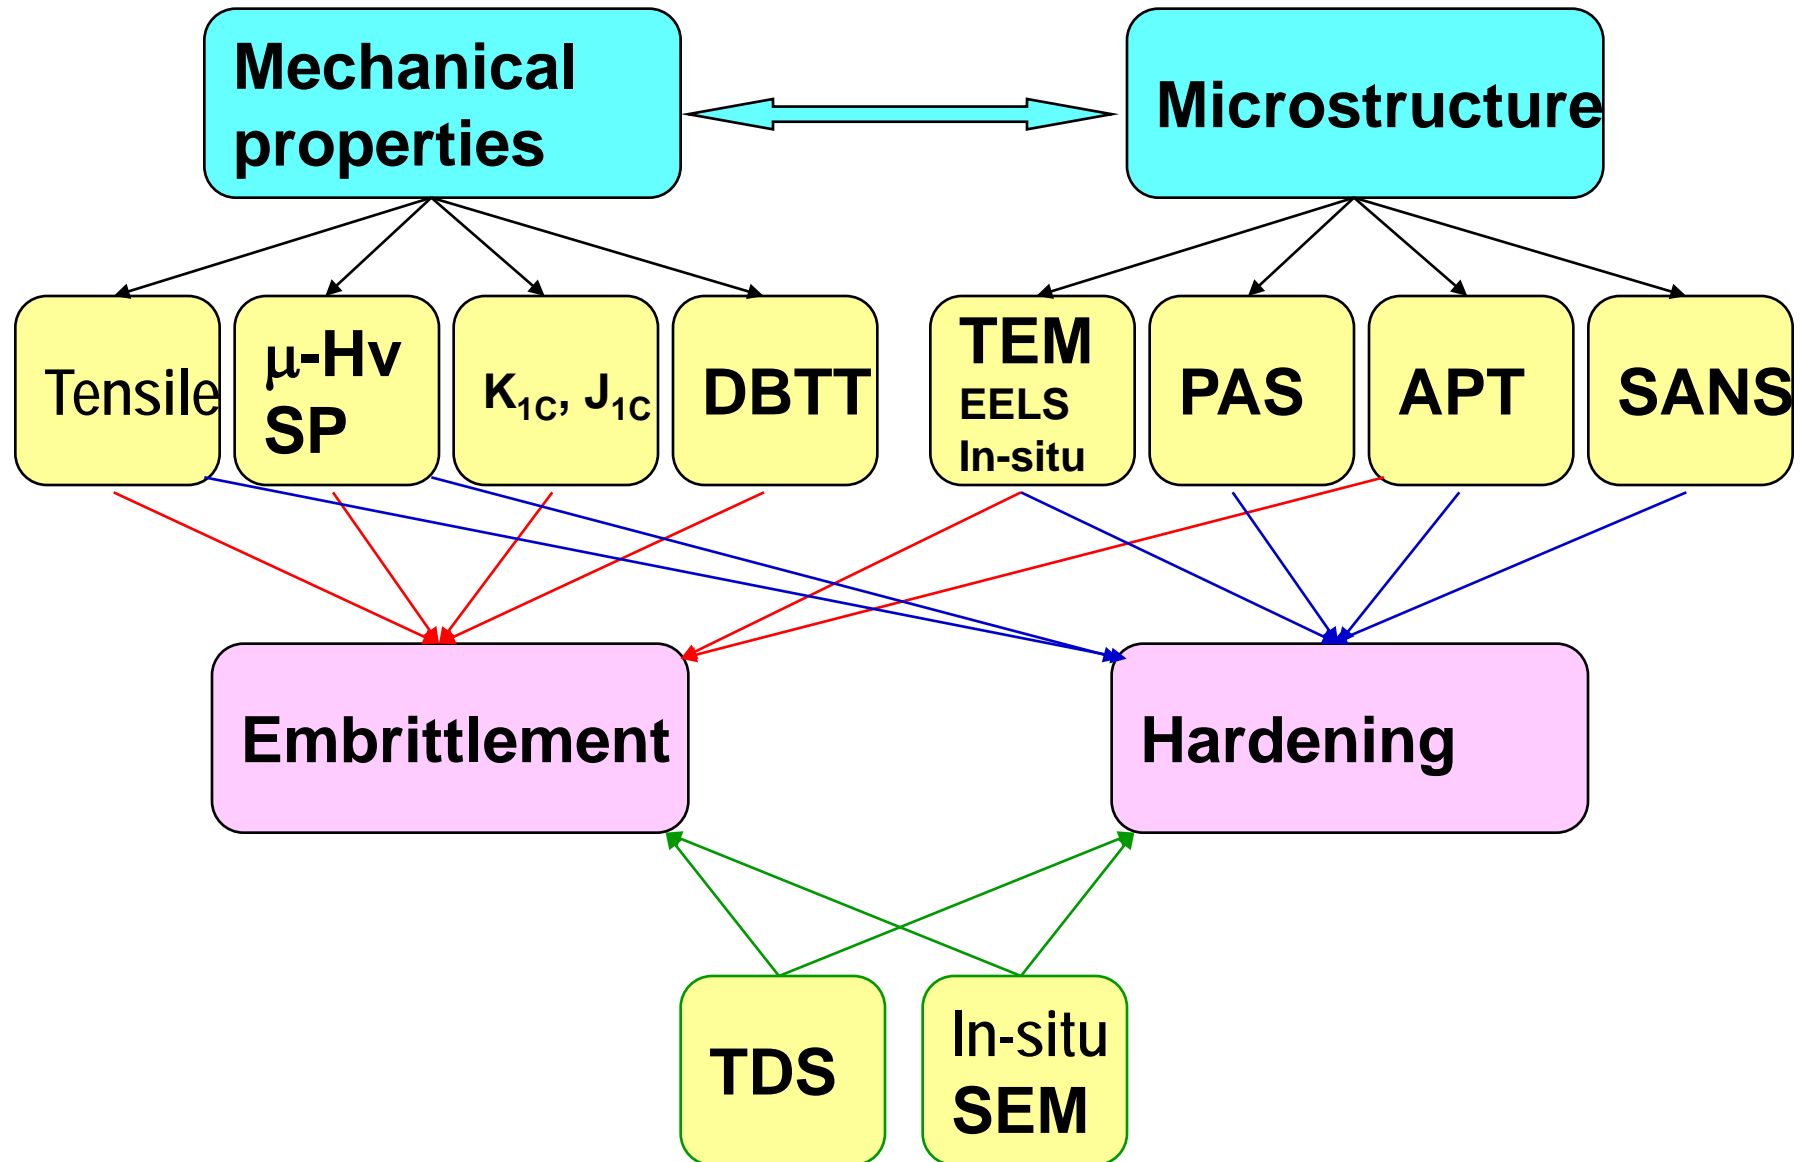 Mechanical
properties
Microstructure
Tensile
μ-Hv
SP
K1C, J1C
DBTT
TEM
EELS
In-situ
PAS
APT
SANS
Embrittlement
Hardening
TDS
In-situ
SEM